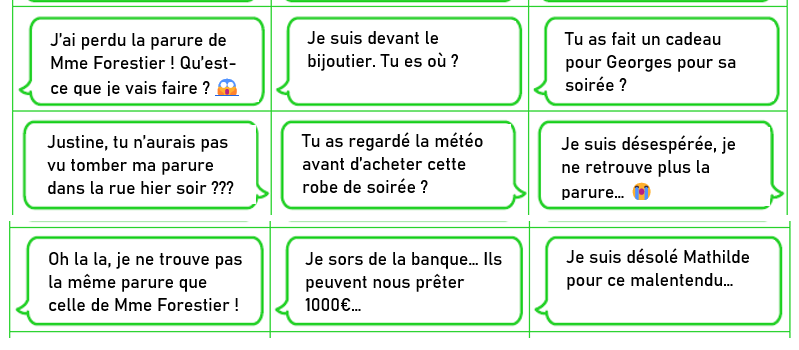 J'ai perdu la parure de
Mme Forestier ! Qu'est-
ce que je vais faire ? 😱
Je suis devant le
bijoutier. Tu es où ?
Tu as fait un cadeau
pour Georges pour sa
soirée ?
Justine, tu n'aurais pas
vu tomber ma parure
dans la rue hier soir ???
Tu as regardé la météo
avant d'acheter cette
robe de soirée ?
Je suis désespérée, je
ne retrouve plus la
parure... 😭
Oh la la, je ne trouve pas
la même parure que
celle de Mme Forestier !
Je sors de la banque... Ils
peuvent nous prêter
1000€...
Je suis désolé Mathilde
pour ce malentendu...